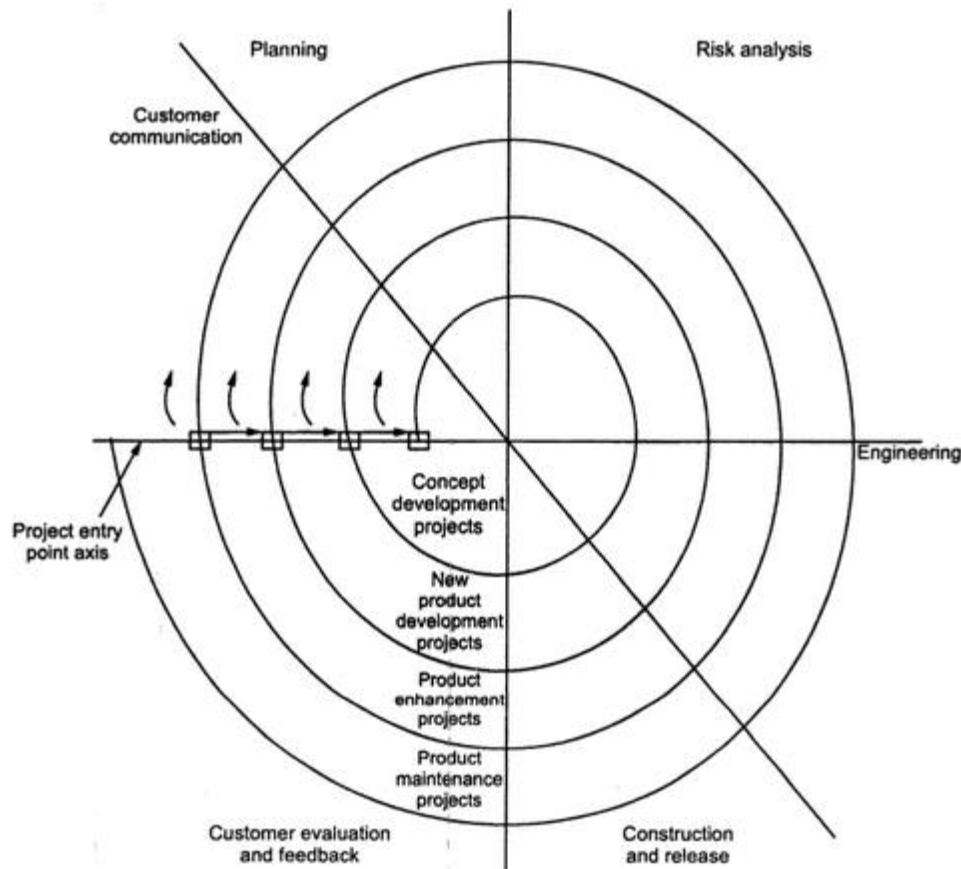 Planning
Risk analysis
Customer
communication
Engineering
Project entry
point axis
Concept
development
projects
New
product
development
projects
Product
enhancement
projects
Product
maintenance
projects
Customer evaluation
and feedback
Construction
and release